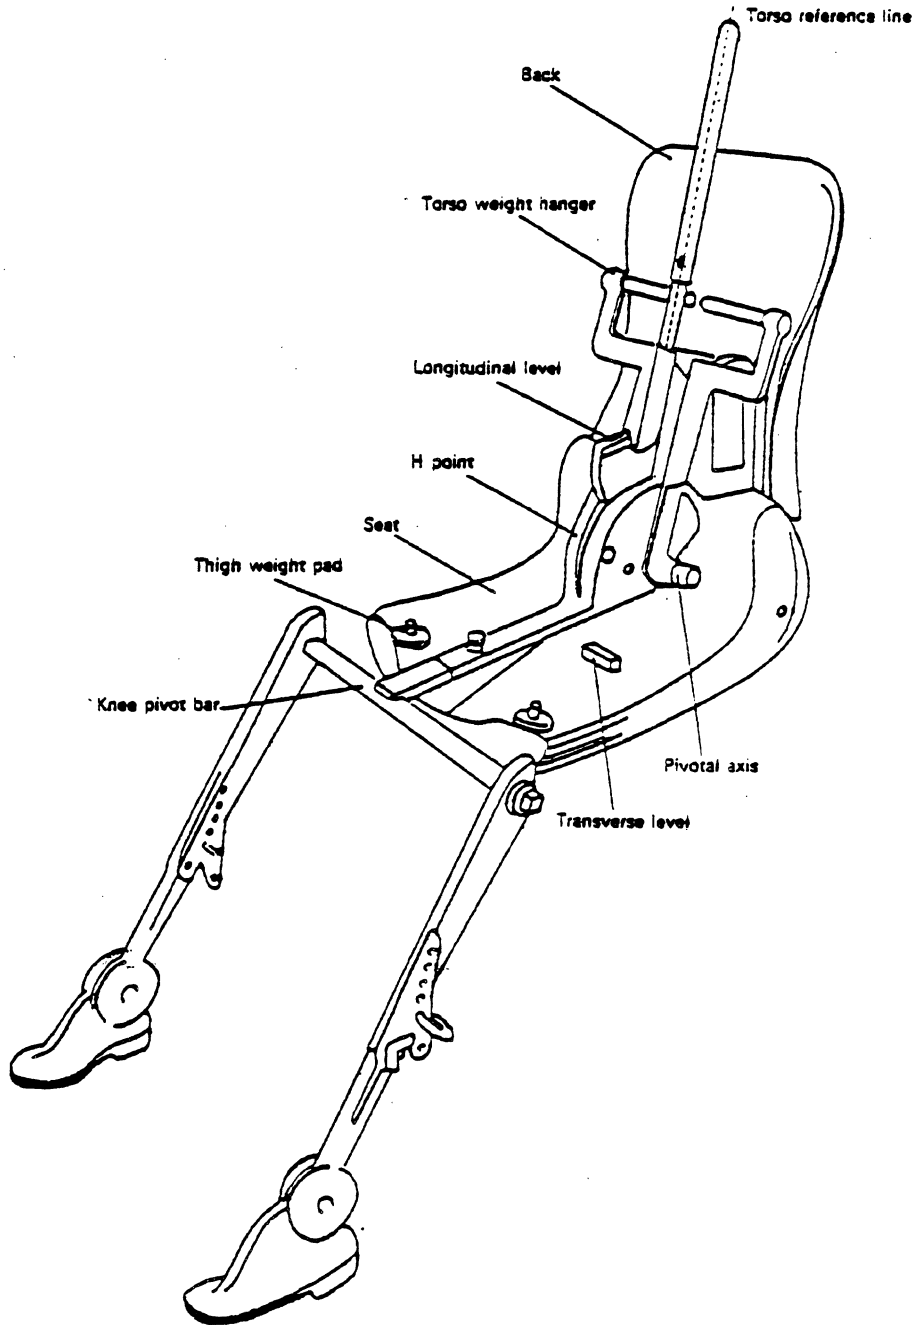 Torso reference line
Back
Torso weight hanger
Longitudinal level
H point
Seat
Thigh weight pad
Knee pivot bar
Pivotal axis
Transverse level